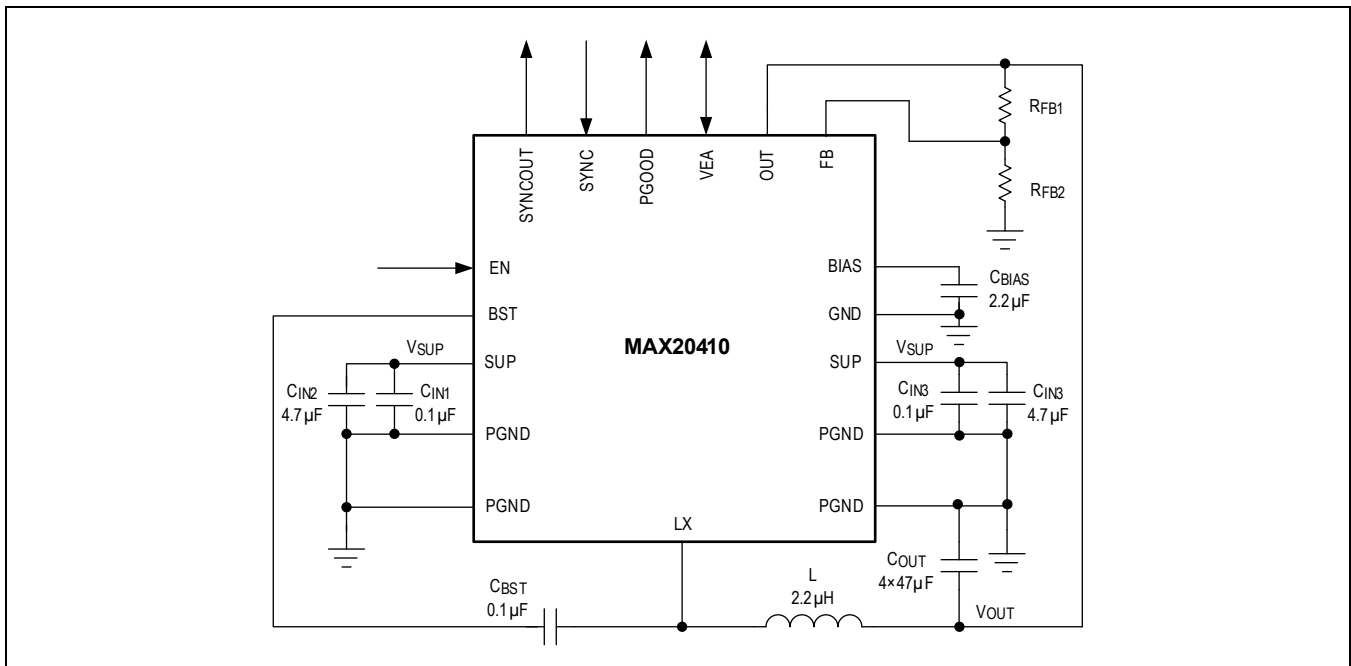 SYNCOUT
SYNC
PGOOD
VEA
OUT
FB
RFB1
RFB2
EN
BST
SUP
PGND
PGND
MAX20410
BIAS
GND
SUP
PGND
PGND
LX
VSUP
CIN2
4.7µF
CIN1
0.1µF
CBIAS
2.2µF
VSUP
CIN3
0.1µF
CIN3
4.7µF
COUT
4×47µF
CBST
0.1µF
L
2.2µH
VOUT